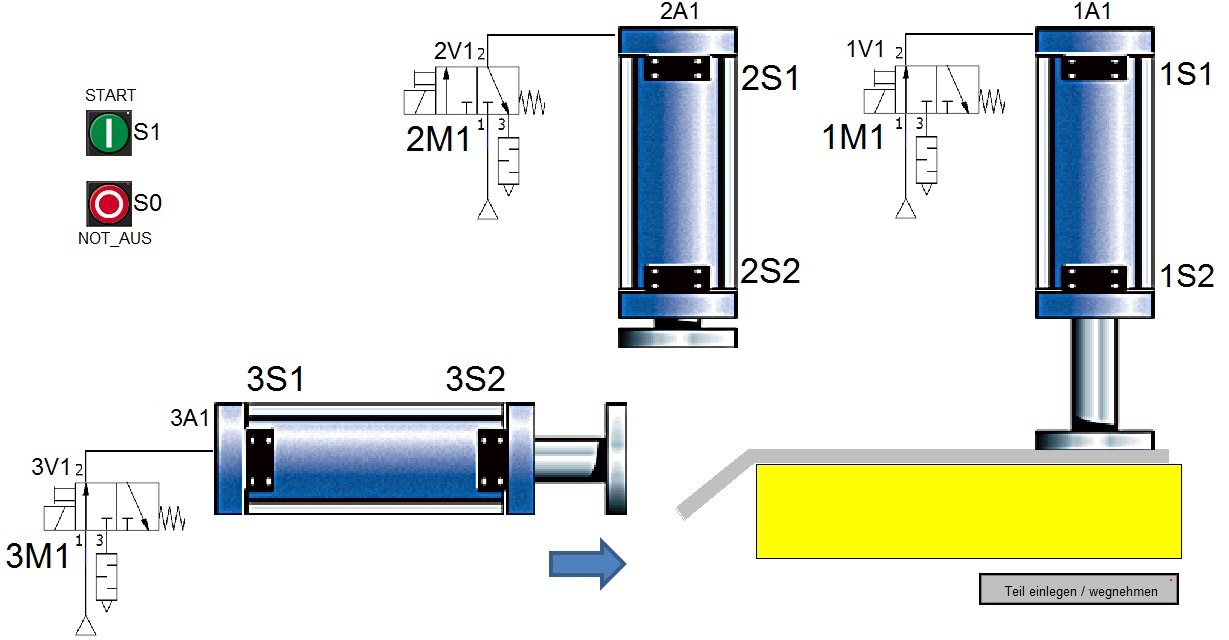 START
S1
S0
NOT_AUS
2A1
2V1 2
2M1
1 3
2S1
2S2
1A1
1V1 2
1M1
1 3
1S1
1S2
3S1 3S2
3A1
3V1 2
3M1
1 3
Teil einlegen / wegnehmen